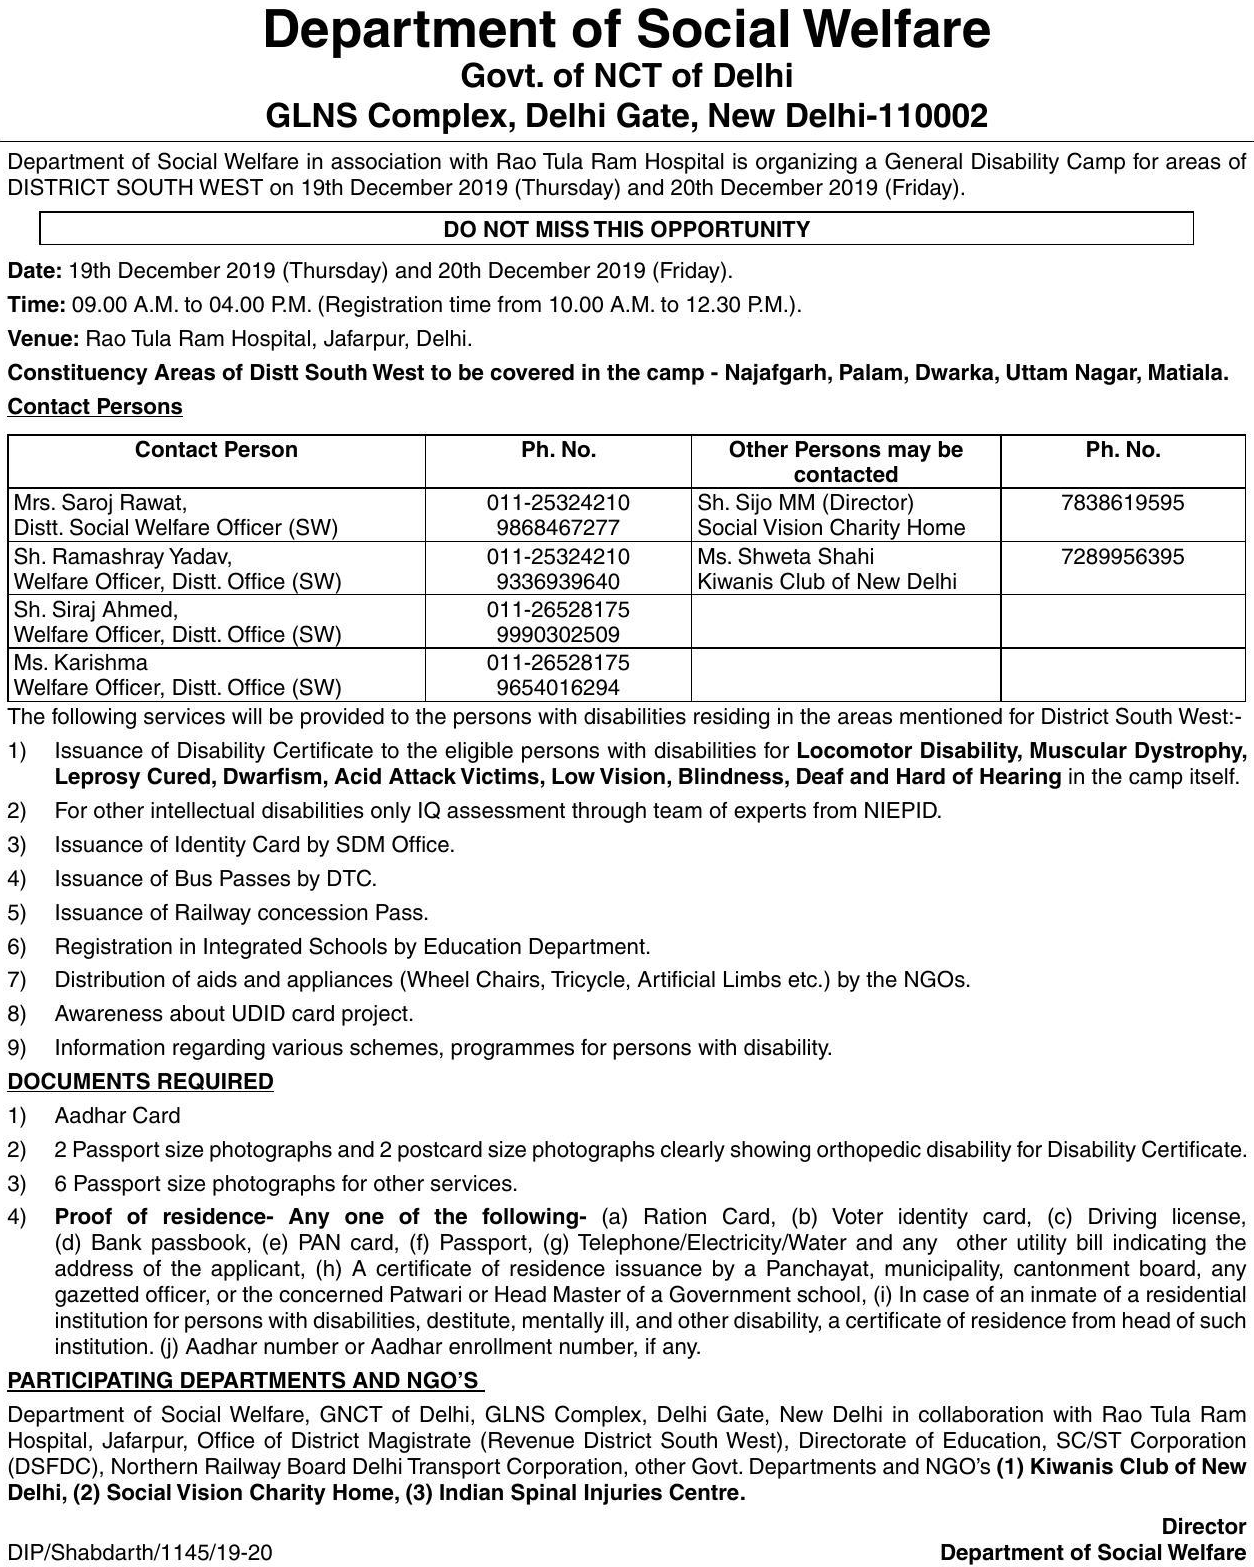 Department of Social Welfare
Govt. of NCT of Delhi
GLNS Complex, Delhi Gate, New Delhi-110002
Department of Social Welfare in association with Rao Tula Ram Hospital is organizing a General Disability Camp for areas of
DISTRICT SOUTH WEST on 19th December 2019 (Thursday) and 20th December 2019 (Friday).
DO NOT MISS THIS OPPORTUNITY
Date: 19th December 2019 (Thursday) and 20th December 2019 (Friday).
Time: 09.00 A.M. to 04.00 P.M. (Registration time from 10.00 A.M. to 12.30 P.M.).
Venue: Rao Tula Ram Hospital, Jafarpur, Delhi.
Constituency Areas of Distt South West to be covered in the camp - Najafgarh, Palam, Dwarka, Uttam Nagar, Matiala.
Contact Persons
Contact Person Ph. No. Other Persons may be Ph. No.
contacted
Mrs. Saroj Rawat, 011-25324210 Sh. Sijo MM (Director) 7838619595
Distt. Social Welfare Officer (SW) 9868467277 Social Vision Charity Home
Sh. Ramashray Yadav, 011-25324210 Ms. Shweta Shahi 7289956395
Welfare Officer, Distt. Office (SW) 9336939640 Kiwanis Club of New Delhi
Sh. Siraj Ahmed, 011-26528175
Welfare Officer, Distt. Office (SW) 9990302509
Ms. Karishma 011-26528175
Welfare Officer, Distt. Office (SW) 9654016294
The following services will be provided to the persons with disabilities residing in the areas mentioned for District South West:-
1) Issuance of Disability Certificate to the eligible persons with disabilities for Locomotor Disability, Muscular Dystrophy,
Leprosy Cured, Dwarfism, Acid Attack Victims, Low Vision, Blindness, Deaf and Hard of Hearing in the camp itself.
2) For other intellectual disabilities only IQ assessment through team of experts from NIEPID.
3) Issuance of Identity Card by SDM Office.
4) Issuance of Bus Passes by DTC.
5) Issuance of Railway concession Pass.
6) Registration in Integrated Schools by Education Department.
7) Distribution of aids and appliances (Wheel Chairs, Tricycle, Artificial Limbs etc.) by the NGOs.
8) Awareness about UDID card project.
9) Information regarding various schemes, programmes for persons with disability.
DOCUMENTS REQUIRED
1) Aadhar Card
2) 2 Passport size photographs and 2 postcard size photographs clearly showing orthopedic disability for Disability Certificate.
3) 6 Passport size photographs for other services.
4) Proof of residence- Any one of the following- (a) Ration Card, (b) Voter identity card, (c) Driving license,
(d) Bank passbook, (e) PAN card, (f) Passport, (g) Telephone/Electricity/Water and any other utility bill indicating the
address of the applicant, (h) A certificate of residence issuance by a Panchayat, municipality, cantonment board, any
gazetted officer, or the concerned Patwari or Head Master of a Government school, (i) In case of an inmate of a residential
institution for persons with disabilities, destitute, mentally ill, and other disability, a certificate of residence from head of such
institution. (j) Aadhar number or Aadhar enrollment number, if any.
PARTICIPATING DEPARTMENTS AND NGO'S
Department of Social Welfare, GNCT of Delhi, GLNS Complex, Delhi Gate, New Delhi in collaboration with Rao Tula Ram
Hospital, Jafarpur, Office of District Magistrate (Revenue District South West), Directorate of Education, SC/ST Corporation
(DSFDC), Northern Railway Board Delhi Transport Corporation, other Govt. Departments and NGO's (1) Kiwanis Club of New
Delhi, (2) Social Vision Charity Home, (3) Indian Spinal Injuries Centre.
Director
DIP/Shabdarth/1145/19-20 Department of Social Welfare